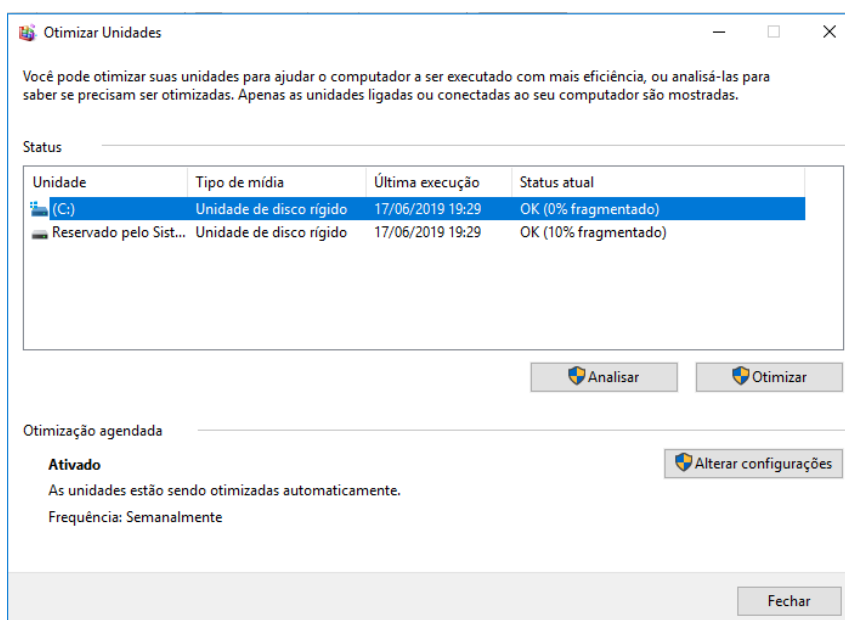 Otimizar Unidades
Você pode otimizar suas unidades para ajudar o computador a ser executado com mais eficiência, ou analisá-las para
saber se precisam ser otimizadas. Apenas as unidades ligadas ou conectadas ao seu computador são mostradas.
Status
Unidade Tipo de mídia Última execução Status atual
(C:) Unidade de disco rígido 17/06/2019 19:29 OK (0% fragmentado)
Reservado pelo Sist... Unidade de disco rígido 17/06/2019 19:29 OK (10% fragmentado)
Analisar Otimizar
Otimização agendada
Ativado Alterar configurações
As unidades estão sendo otimizadas automaticamente.
Frequência: Semanalmente
Fechar